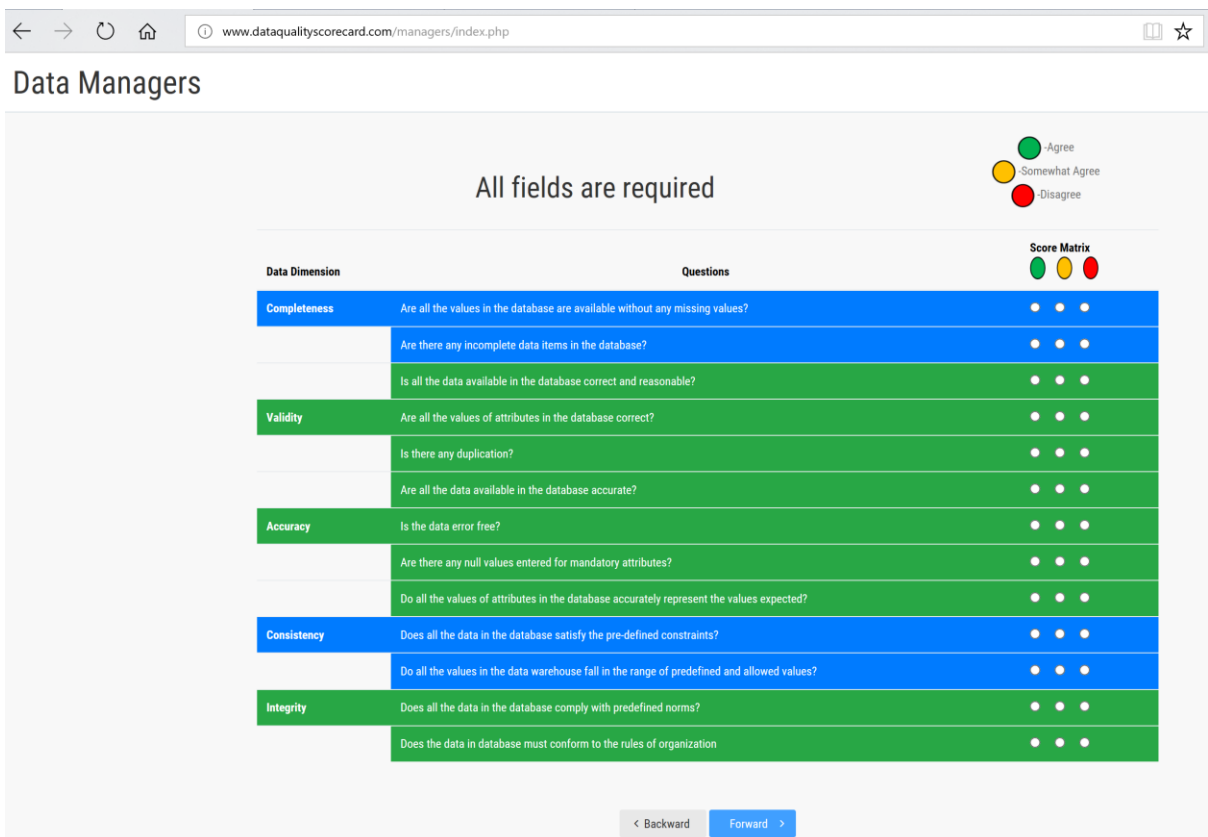 www.dataqualityscorecard.com/managers/index.php
Data Managers
-Agree
-Somewhat Agree
-Disagree
All fields are required
Score Matrix
Data Dimension Questions
Completeness Are all the values in the database are available without any missing values?
Are there any incomplete data items in the database?
Is all the data available in the database correct and reasonable?
Validity Are all the values of attributes in the database correct?
Is there any duplication?
Are all the data available in the database accurate?
Accuracy Is the data error free?
Are there any null values entered for mandatory attributes?
Do all the values of attributes in the database accurately represent the values expected?
Consistency Does all the data in the database satisfy the pre-defined constraints?
Do all the values in the data warehouse fall in the range of predefined and allowed values?
Integrity Does all the data in the database comply with predefined norms?
Does the data in database must conform to the rules of organization
< Backward Forward >